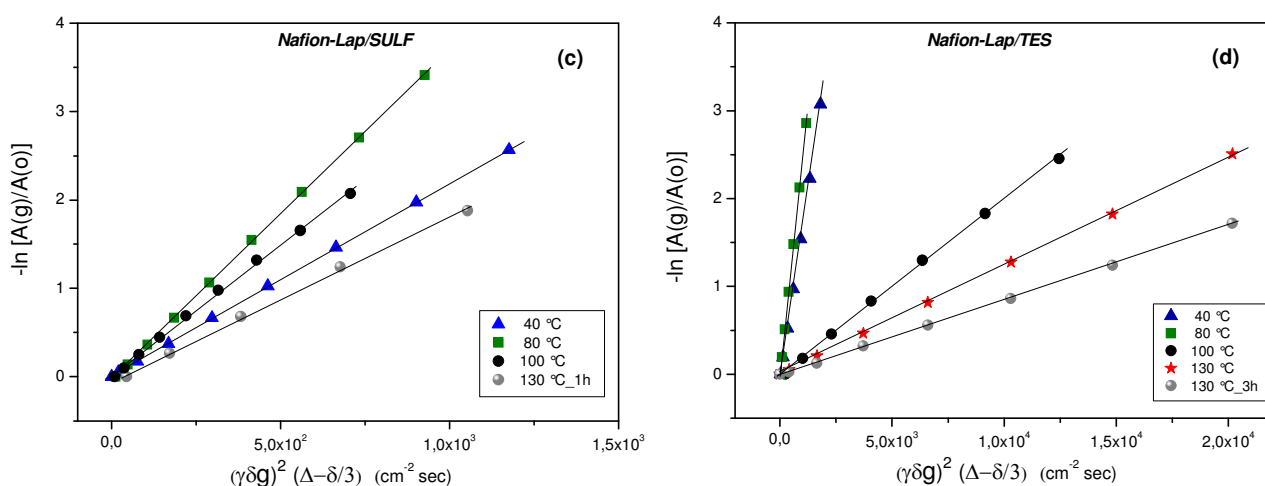 Nafion-Lap/SULF
(c)
-ln [A(g)/A(o)]
4
3
2
1
0
40 °C
80 °C
100 °C
130 °C_1h
0,0 5,0x10² 1,0x10³ 1,5x10³
(γδg)² (Δ−δ/3) (cm⁻² sec)
Nafion-Lap/TES
(d)
-ln [A(g)/A(o)]
4
3
2
1
0
40 °C
80 °C
100 °C
130 °C
130 °C_3h
0,0 5,0x10³ 1,0x10⁴ 1,5x10⁴ 2,0x10⁴
(γδg)² (Δ−δ/3) (cm⁻² sec)